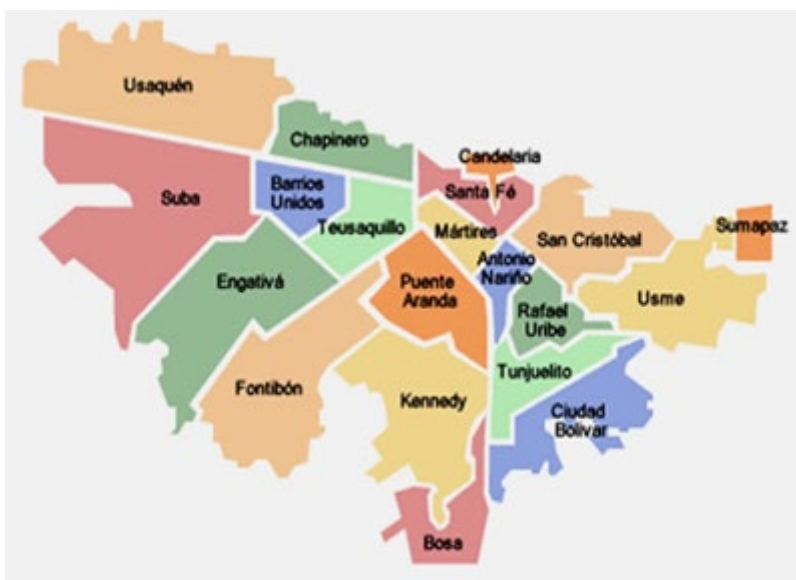 Usaquén
Chapinero
Candelaria
Suba
Barrios
Unidos
Santa Fé
Teusaquillo
Mártires
San Cristóbal
Sumapaz
Engativá
Antonio
Nariño
Puente
Aranda
Usme
Rafael
Uribe
Fontibón
Kennedy
Tunjuelito
Ciudad
Bolívar
Bosa